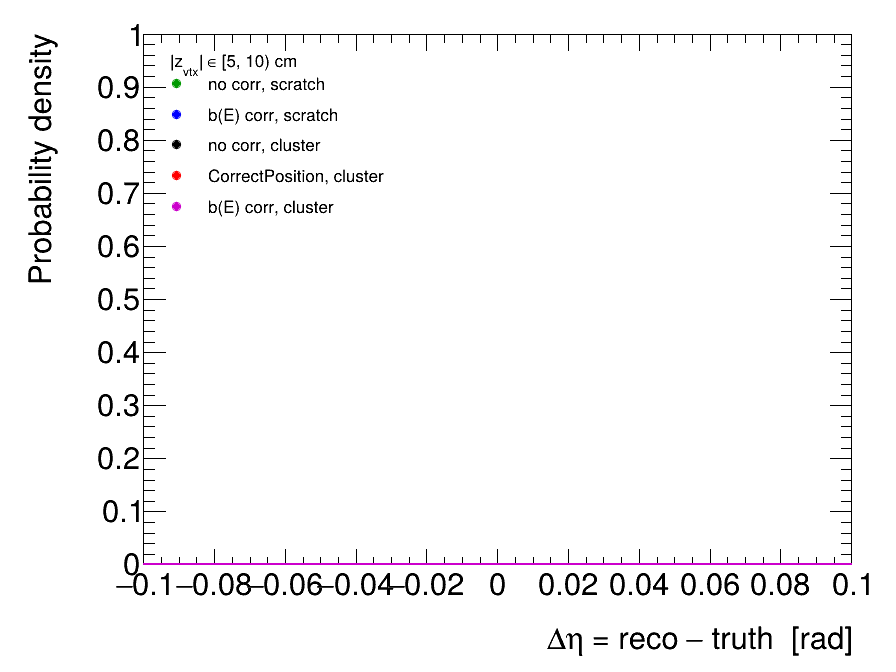 Probability density
1
0.9
0.8
0.7
0.6
0.5
0.4
0.3
0.2
0.1
0
|z_vtx| ∈ [5, 10) cm
no corr, scratch
b(E) corr, scratch
no corr, cluster
CorrectPosition, cluster
b(E) corr, cluster
−0.1 −0.08 −0.06 −0.04 −0.02 0 0.02 0.04 0.06 0.08 0.1
Δη = reco − truth [rad]